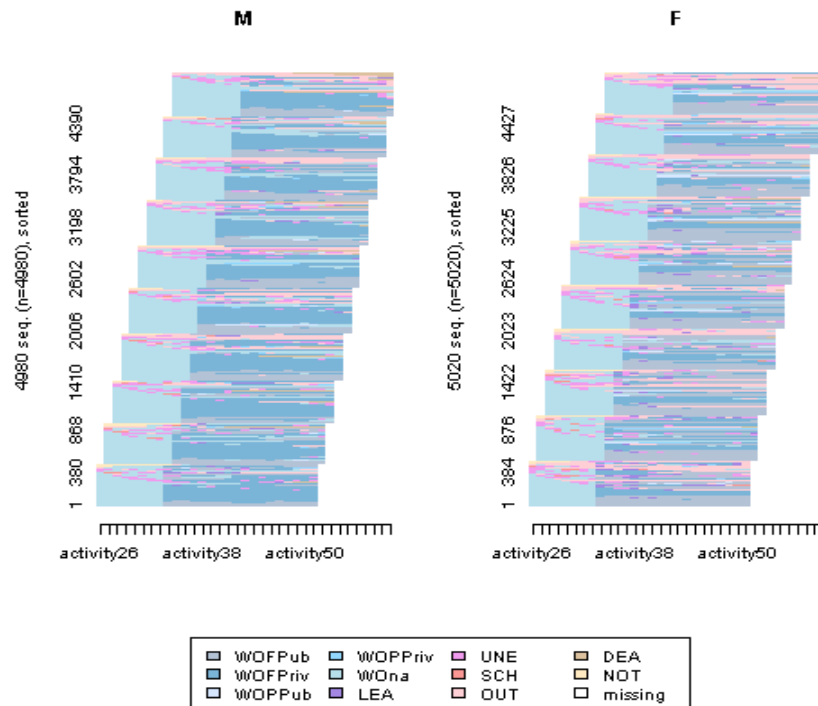 M
F
4980 seq. (n=4980), sorted
1 380 868 1410 2006 2602 3198 3794 4390
5020 seq. (n=5020), sorted
1 384 876 1422 2023 2624 3225 3826 4427
activity26 activity38 activity50
activity26 activity38 activity50
WOFPub WOPPriv UNE DEA
WOFPriv WOna SCH NOT
WOPPub LEA OUT missing